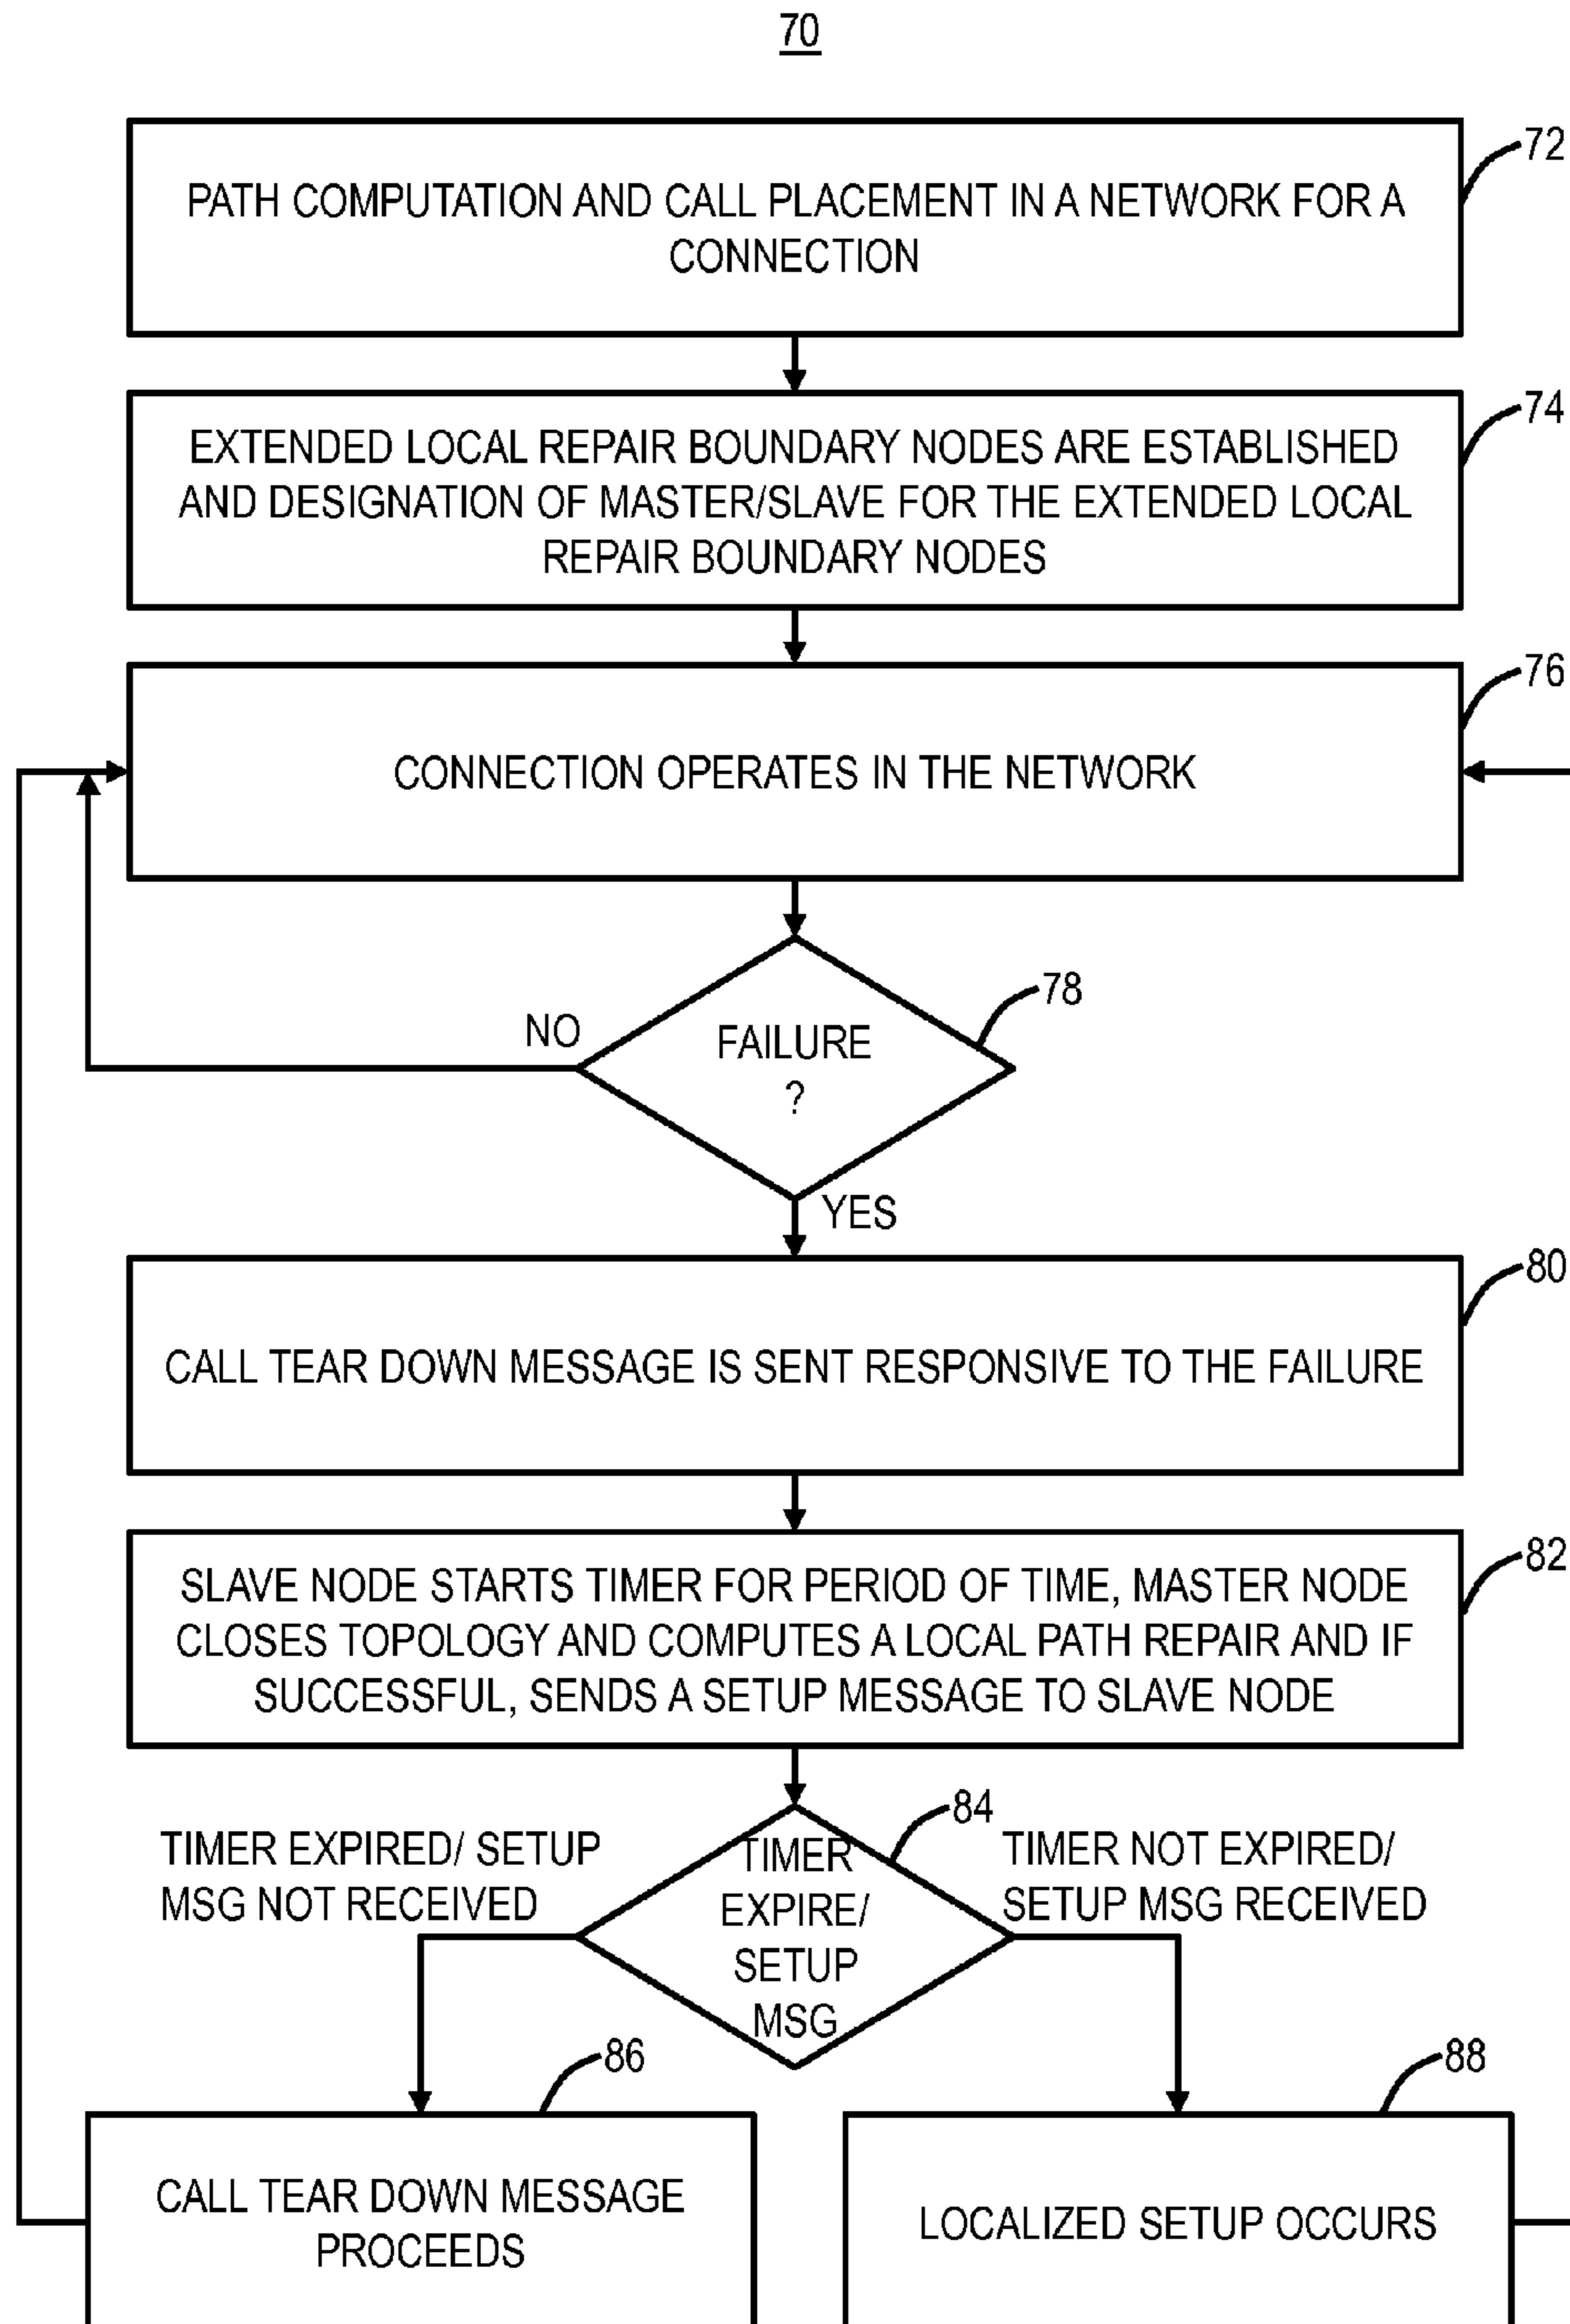 70
72
PATH COMPUTATION AND CALL PLACEMENT IN A NETWORK FOR A
CONNECTION
74
EXTENDED LOCAL REPAIR BOUNDARY NODES ARE ESTABLISHED
AND DESIGNATION OF MASTER/SLAVE FOR THE EXTENDED LOCAL
REPAIR BOUNDARY NODES
76
CONNECTION OPERATES IN THE NETWORK
78
NO
FAILURE
?
YES
80
CALL TEAR DOWN MESSAGE IS SENT RESPONSIVE TO THE FAILURE
82
SLAVE NODE STARTS TIMER FOR PERIOD OF TIME, MASTER NODE
CLOSES TOPOLOGY AND COMPUTES A LOCAL PATH REPAIR AND IF
SUCCESSFUL, SENDS A SETUP MESSAGE TO SLAVE NODE
84
TIMER EXPIRED/ SETUP
MSG NOT RECEIVED
TIMER
EXPIRE/
SETUP
MSG
TIMER NOT EXPIRED/
SETUP MSG RECEIVED
86
88
CALL TEAR DOWN MESSAGE
PROCEEDS
LOCALIZED SETUP OCCURS